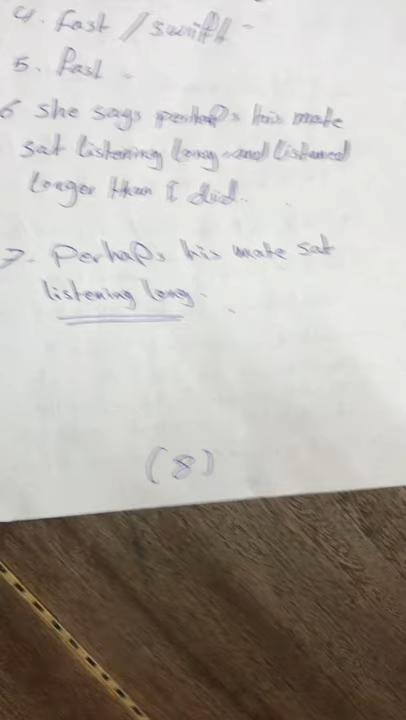 4. Fast / swift -
5. Fast -
6 She says perhaps his mate
sat listening long and listened
longer than I did.
7. Perhaps his mate sat
listening long.
(8)